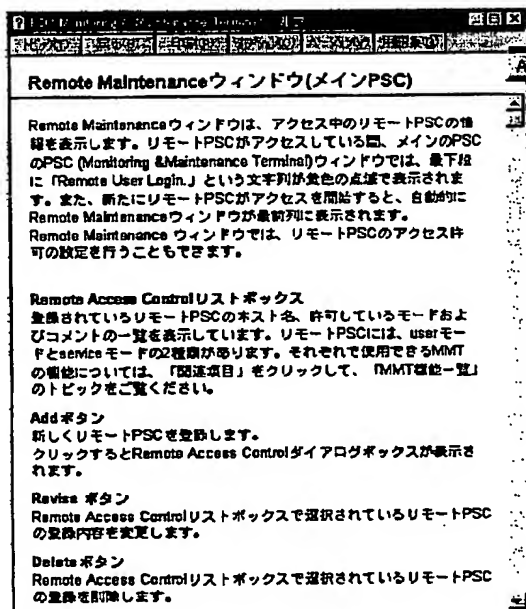 Monitoring & Maintenance Terminal
Remote Maintenanceウィンドウ(メインPSC)
Remote Maintenanceウィンドウは、アクセス中のリモートPSCの情
報を表示します。リモートPSCがアクセスしている間、メインのPSC
のPSC (Monitoring &Maintenance Terminal)ウィンドウでは、最下段
に「Remote User Login.」という文字列が黄色の点滅で表示されま
す。また、新たにリモートPSCがアクセスを開始すると、自動的に
Remote Maintenanceウィンドウが最前列に表示されます。
Remote Maintenance ウィンドウでは、リモートPSCのアクセス許
可の設定を行うこともできます。
Remote Access Controlリストボックス
登録されているリモートPSCのホスト名、許可しているモードおよ
びコメントの一覧を表示しています。リモートPSCには、userモー
ドとserviceモードの2種類があります。それぞれで使用できるMMT
の機能については、「関連項目」をクリックして、「MMT機能一覧」
のトピックをご覧ください。
Addボタン
新しくリモートPSCを登録します。
クリックするとRemote Access Controlダイアログボックスが表示さ
れます。
Revise ボタン
Remote Access Controlリストボックスで選択されているリモートPSC
の登録内容を変更します。
Deleteボタン
Remote Access Controlリストボックスで選択されているリモートPSC
の登録を削除します。